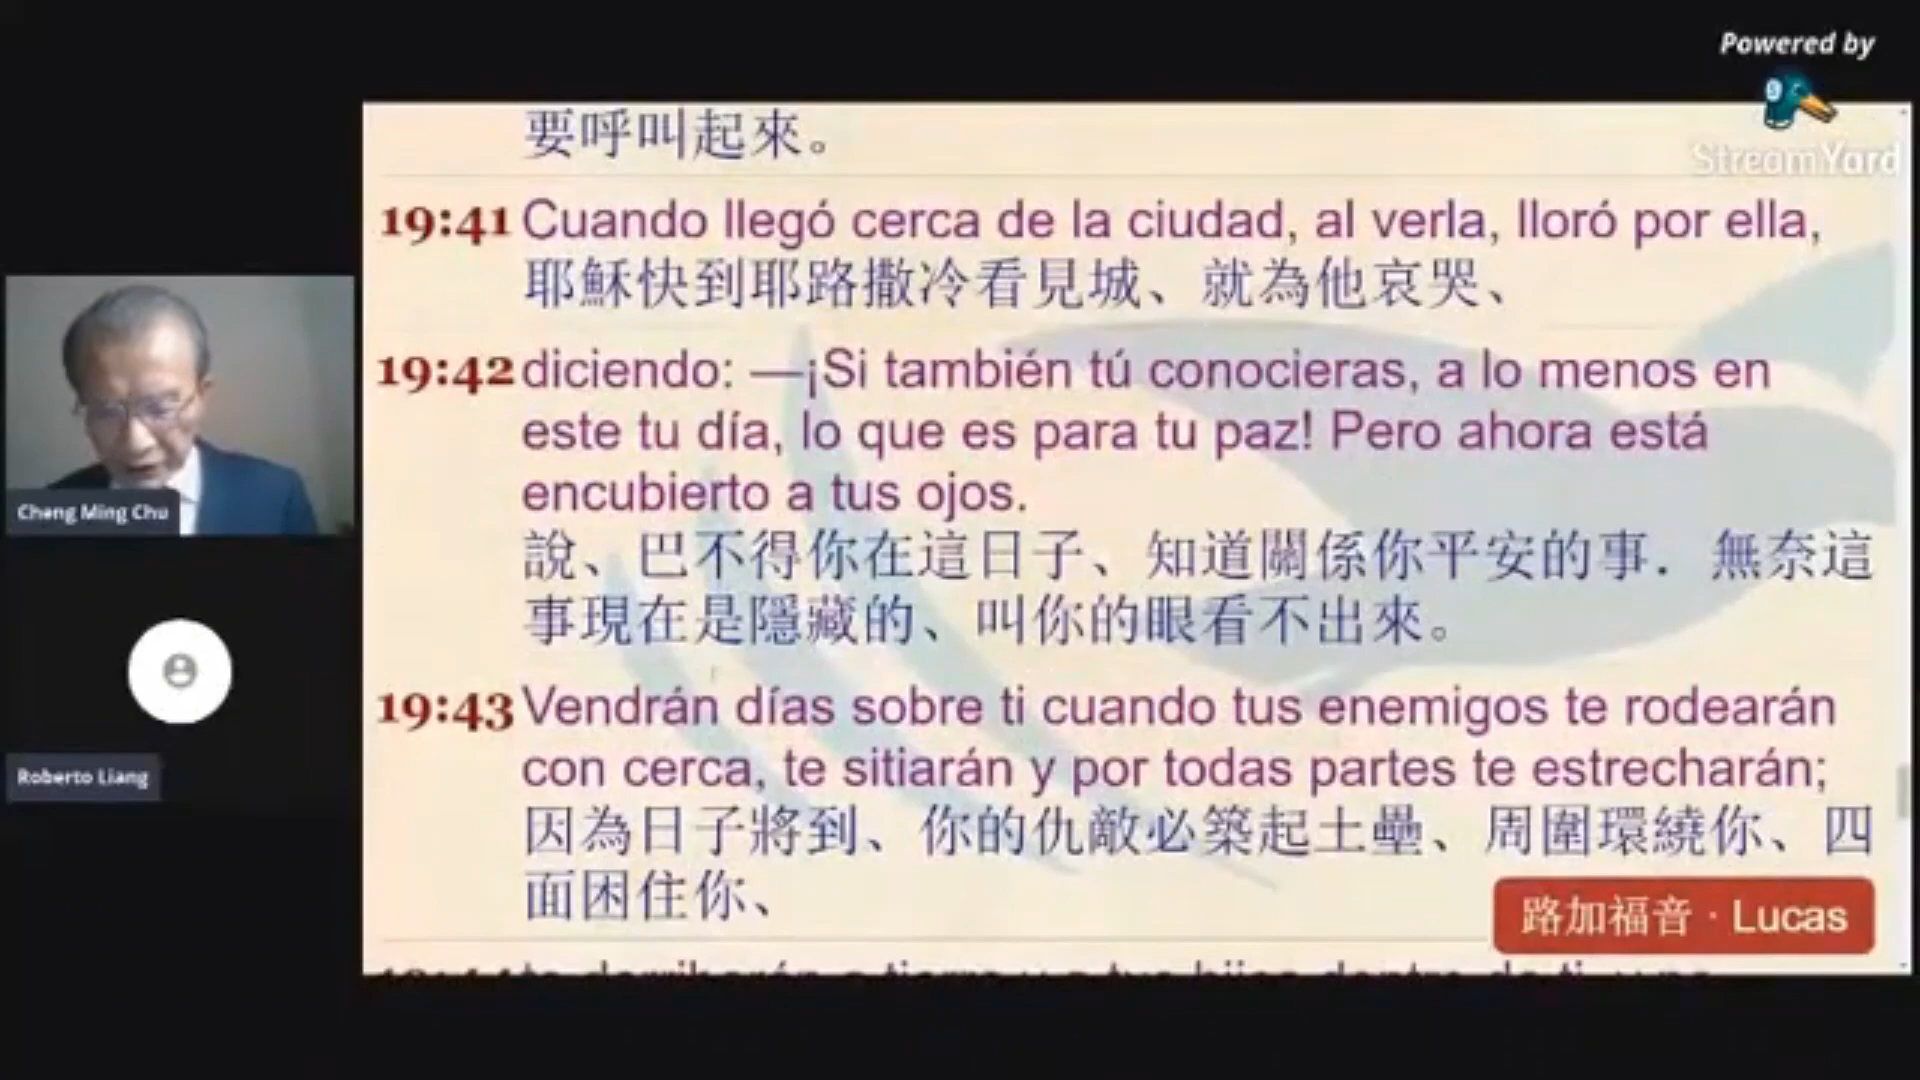 Powered by
StreamYard
要呼叫起來。
19:41 Cuando llegó cerca de la ciudad, al verla, lloró por ella,
耶穌快到耶路撒冷看見城、就為他哀哭、
19:42 diciendo: —¡Si también tú conocieras, a lo menos en
este tu día, lo que es para tu paz! Pero ahora está
encubierto a tus ojos.
說、巴不得你在這日子、知道關係你平安的事．無奈這
事現在是隱藏的、叫你的眼看不出來。
19:43 Vendrán días sobre ti cuando tus enemigos te rodearán
con cerca, te sitiarán y por todas partes te estrecharán;
因為日子將到、你的仇敵必築起土壘、周圍環繞你、四
面困住你、
路加福音 · Lucas
Cheng Ming Chu
Roberto Liang